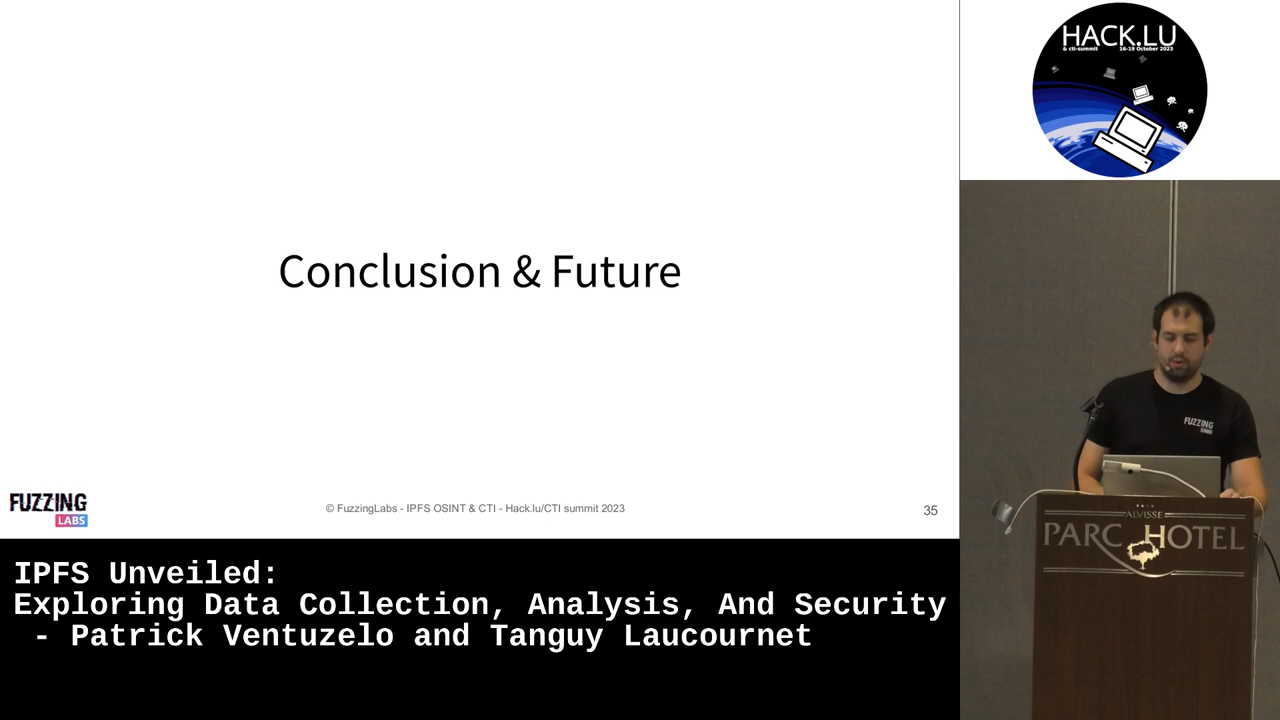 Conclusion & Future
FUZZING
LABS
© FuzzingLabs - IPFS OSINT & CTI - Hack.lu/CTI summit 2023
35
IPFS Unveiled:
Exploring Data Collection, Analysis, And Security
- Patrick Ventuzelo and Tanguy Laucournet
HACK.LU
& cti-summit 16-19 October 2023
FUZZING
LABS
ALVISSE
PARC HOTEL